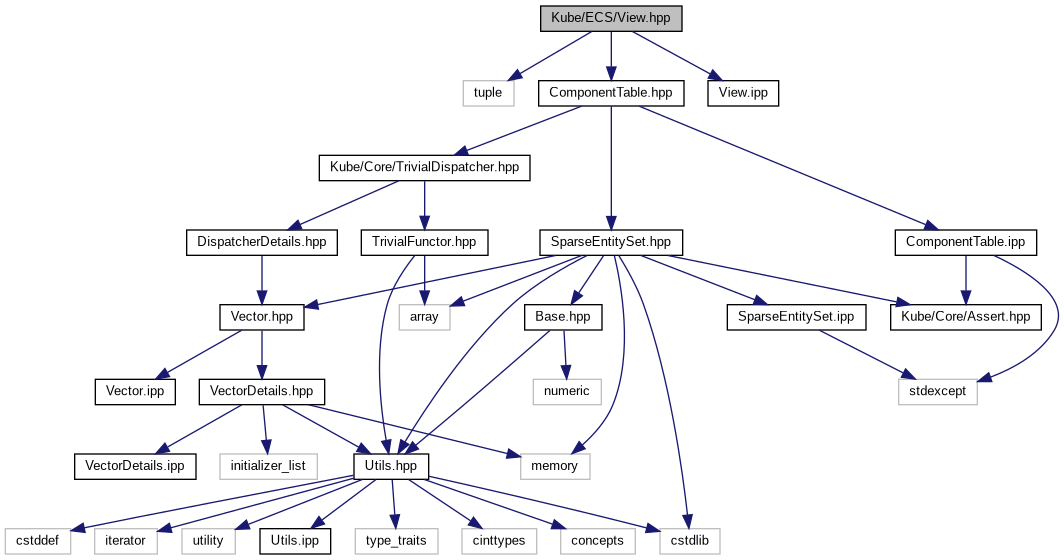 Kube/ECS/View.hpp
tuple
ComponentTable.hpp
View.ipp
Kube/Core/TrivialDispatcher.hpp
DispatcherDetails.hpp
TrivialFunctor.hpp
SparseEntitySet.hpp
ComponentTable.ipp
Vector.hpp
array
Base.hpp
SparseEntitySet.ipp
Kube/Core/Assert.hpp
Vector.ipp
VectorDetails.hpp
numeric
stdexcept
VectorDetails.ipp
initializer_list
Utils.hpp
memory
cstddef
iterator
utility
Utils.ipp
type_traits
cinttypes
concepts
cstdlib